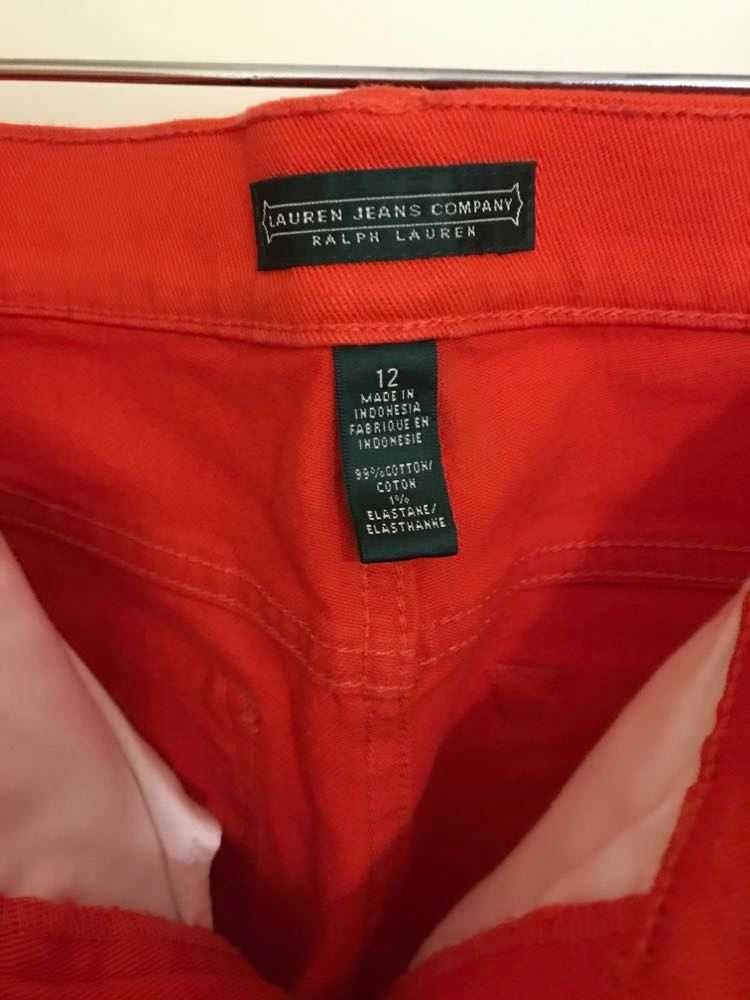 LAUREN JEANS COMPANY
RALPH LAUREN
12
MADE IN
INDONESIA
FABRIQUE EN
INDONESIE
99% COTTON/
COTON
1%
ELASTANE/
ELASTHANNE